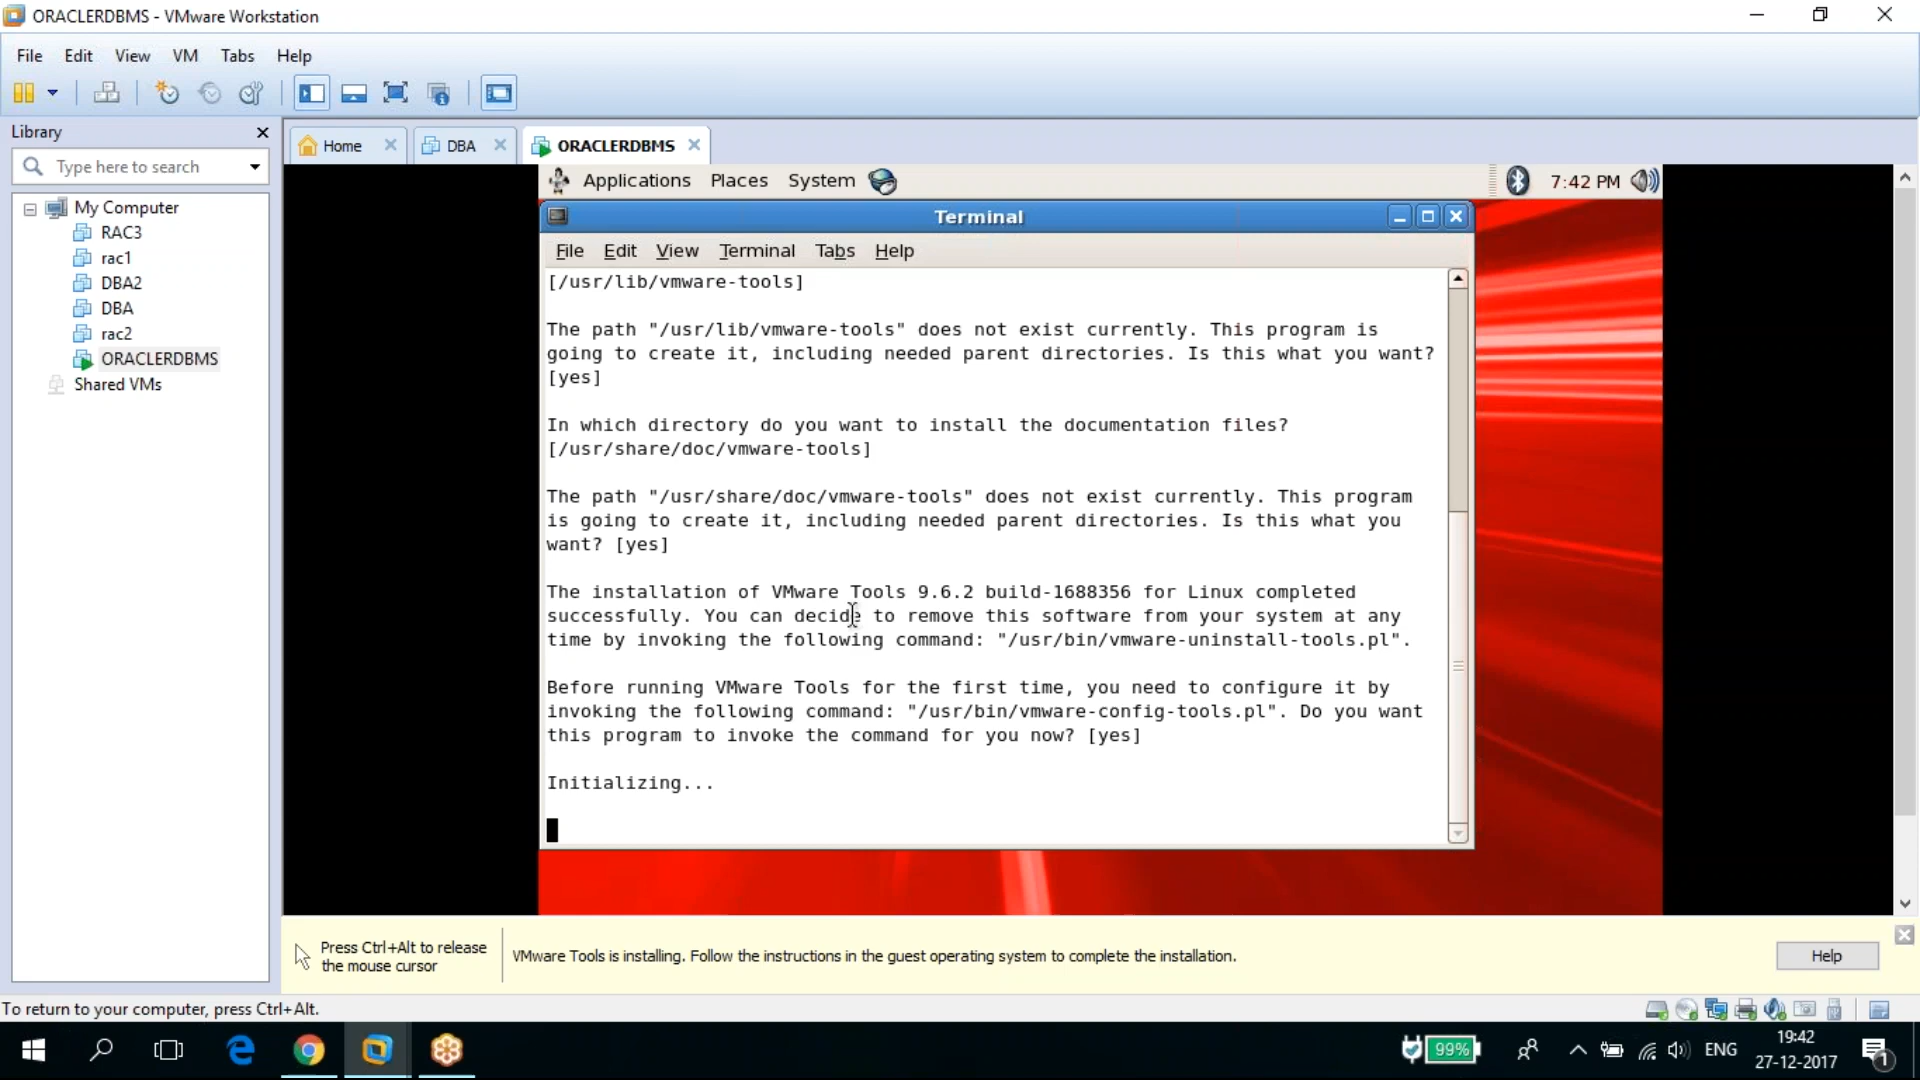 ORACLERDBMS - VMware Workstation
File Edit View VM Tabs Help
Library
Type here to search
My Computer
RAC3
rac1
DBA2
DBA
rac2
ORACLERDBMS
Shared VMs
Home DBA ORACLERDBMS
Applications Places System 7:42 PM
Terminal
File Edit View Terminal Tabs Help
[/usr/lib/vmware-tools]
The path "/usr/lib/vmware-tools" does not exist currently. This program is
going to create it, including needed parent directories. Is this what you want?
[yes]
In which directory do you want to install the documentation files?
[/usr/share/doc/vmware-tools]
The path "/usr/share/doc/vmware-tools" does not exist currently. This program
is going to create it, including needed parent directories. Is this what you
want? [yes]
The installation of VMware Tools 9.6.2 build-1688356 for Linux completed
successfully. You can decide to remove this software from your system at any
time by invoking the following command: "/usr/bin/vmware-uninstall-tools.pl".
Before running VMware Tools for the first time, you need to configure it by
invoking the following command: "/usr/bin/vmware-config-tools.pl". Do you want
this program to invoke the command for you now? [yes]
Initializing...
Press Ctrl+Alt to release
the mouse cursor
VMware Tools is installing. Follow the instructions in the guest operating system to complete the installation.
Help
To return to your computer, press Ctrl+Alt.
99%
ENG
19:42
27-12-2017
1